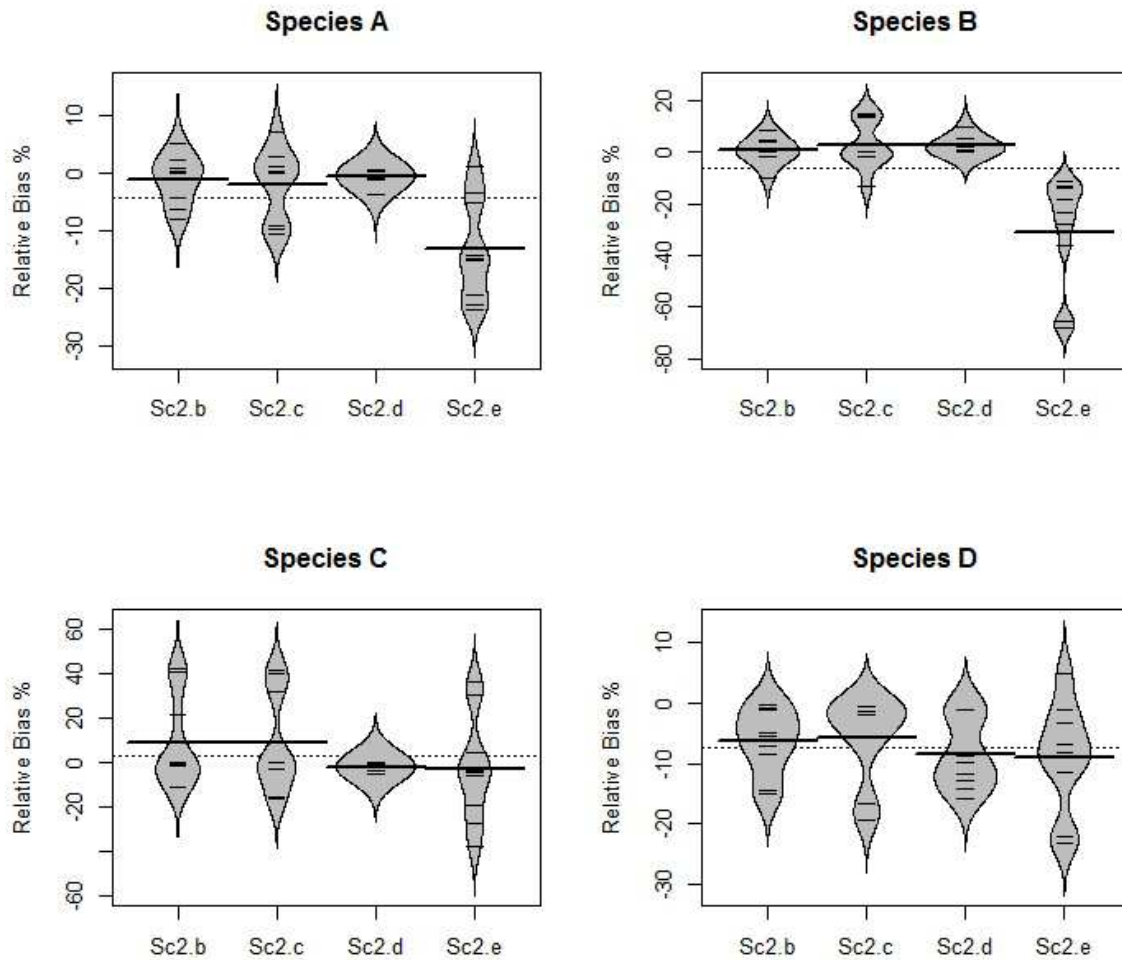 Species A
Relative Bias %
10
0
-10
-20
-30
Sc2.b Sc2.c Sc2.d Sc2.e
Species B
Relative Bias %
20
0
-20
-40
-60
-80
Sc2.b Sc2.c Sc2.d Sc2.e
Species C
Relative Bias %
60
40
20
0
-20
-60
Sc2.b Sc2.c Sc2.d Sc2.e
Species D
Relative Bias %
10
0
-10
-20
-30
Sc2.b Sc2.c Sc2.d Sc2.e